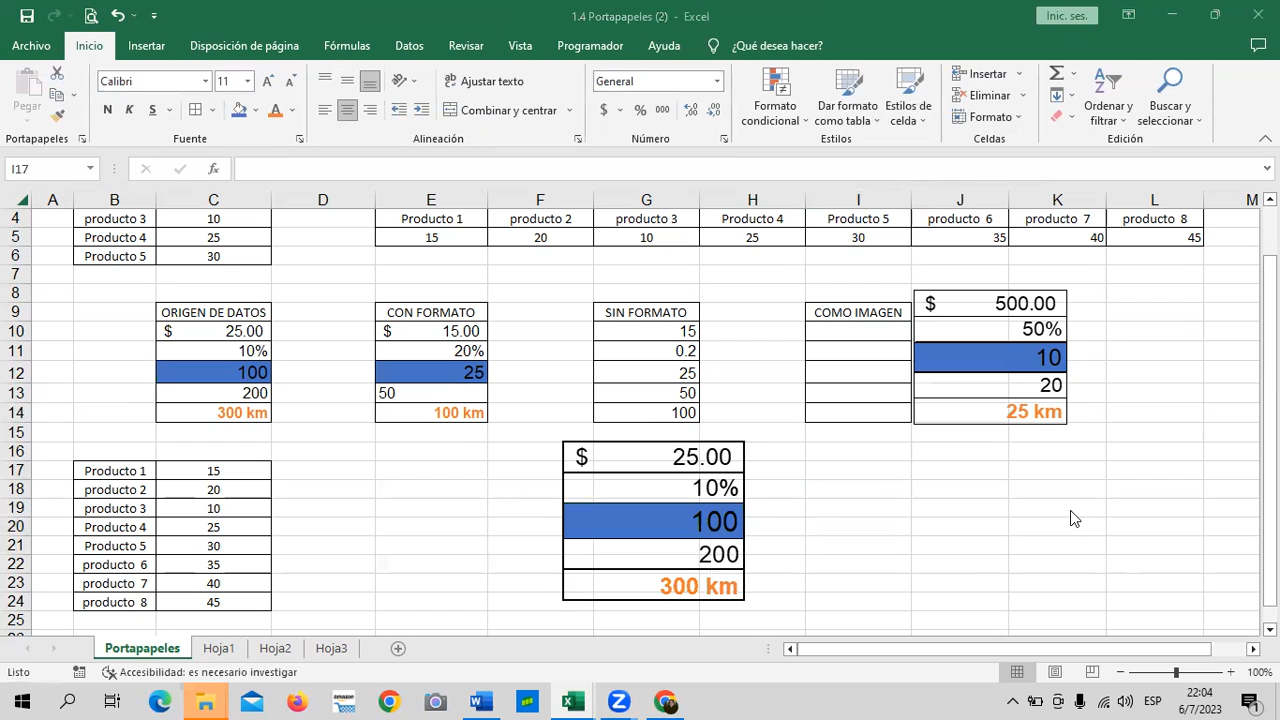 1.4 Portapapeles (2) - Excel
Inic. ses.
Archivo Inicio Insertar Disposición de página Fórmulas Datos Revisar Vista Programador Ayuda ¿Qué desea hacer?
Pegar
Calibri 11
N K S
Ajustar texto
Combinar y centrar
General
$ % 000
Formato condicional
Dar formato como tabla
Estilos de celda
Insertar
Eliminar
Formato
Ordenar y filtrar
Buscar y seleccionar
Portapapeles Fuente Alineación Número Estilos Celdas Edición
I17
A B C D E F G H I J K L M
4 producto 3 10 Producto 1 producto 2 producto 3 Producto 4 Producto 5 producto 6 producto 7 producto 8
5 Producto 4 25 15 20 10 25 30 35 40 45
6 Producto 5 30
7
8
9 ORIGEN DE DATOS CON FORMATO SIN FORMATO COMO IMAGEN $ 500.00
10 $ 25.00 $ 15.00 15 50%
11 10% 20% 0.2 10
12 100 25 25
13 200 50 50 20
14 300 km 100 km 100 25 km
15
16 $ 25.00
17 Producto 1 15
18 producto 2 20 10%
19 producto 3 10
20 Producto 4 25 100
21 Producto 5 30
22 producto 6 35 200
23 producto 7 40 300 km
24 producto 8 45
25
Portapapeles Hoja1 Hoja2 Hoja3
Listo Accesibilidad: es necesario investigar 100%
ESP 22:04
6/7/2023